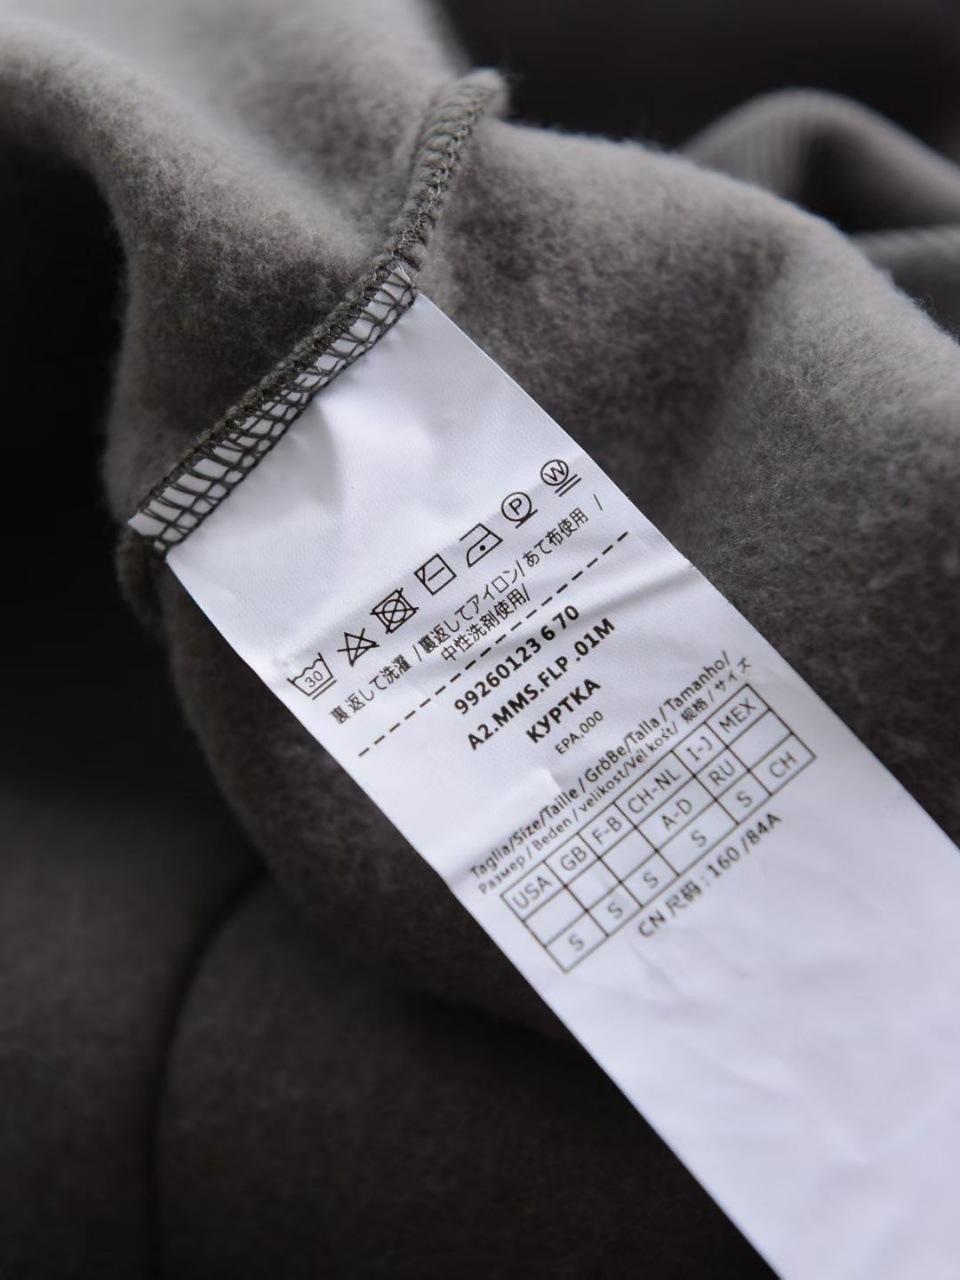 30 P W
裏返して洗濯 / 裏返してアイロン/ あて布使用 /
中性洗剤使用/
99260123 6 70
A2.MMS.FLP .01M
КУРТКА
EPA.000
Taglia/Size/Taille/Größe/Talla/Tamanho/
Размер/Beden/velikost/Vel kost/ 规格/サイズ
USA GB F-B CH-NL I-J MEX
A-D RU
S S S S S CH
CN 尺码 : 160 /84A